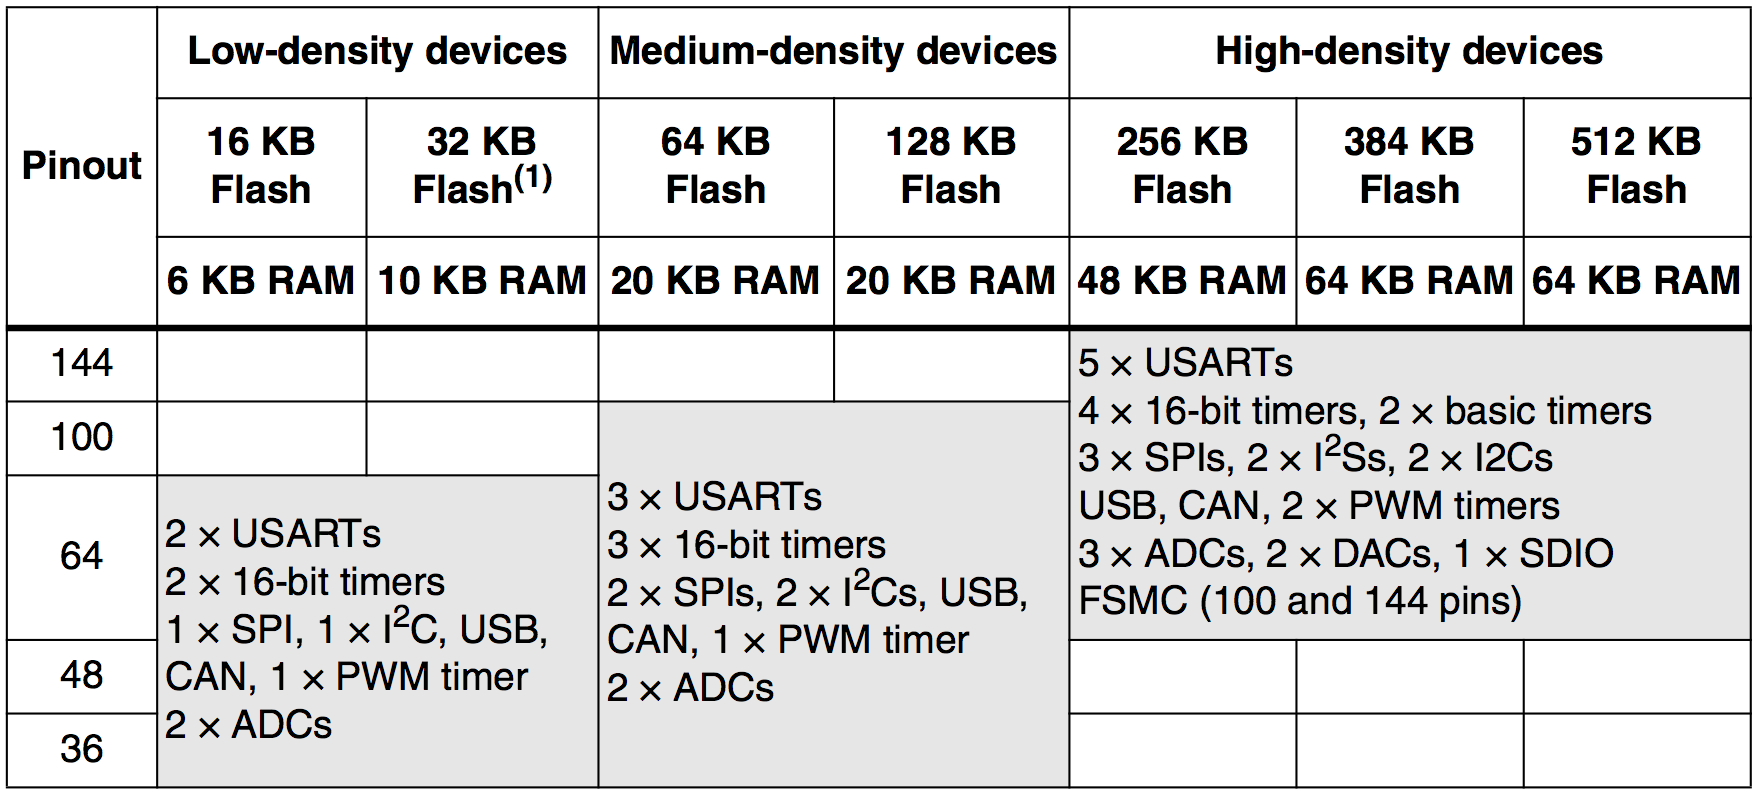 Pinout
Low-density devices
Medium-density devices
High-density devices
16 KB
Flash
32 KB
Flash(1)
64 KB
Flash
128 KB
Flash
256 KB
Flash
384 KB
Flash
512 KB
Flash
6 KB RAM
10 KB RAM
20 KB RAM
20 KB RAM
48 KB RAM
64 KB RAM
64 KB RAM
144
100
64
48
36
2 × USARTs
2 × 16-bit timers
1 × SPI, 1 × I2C, USB,
CAN, 1 × PWM timer
2 × ADCs
3 × USARTs
3 × 16-bit timers
2 × SPIs, 2 × I2Cs, USB,
CAN, 1 × PWM timer
2 × ADCs
5 × USARTs
4 × 16-bit timers, 2 × basic timers
3 × SPIs, 2 × I2Ss, 2 × I2Cs
USB, CAN, 2 × PWM timers
3 × ADCs, 2 × DACs, 1 × SDIO
FSMC (100 and 144 pins)